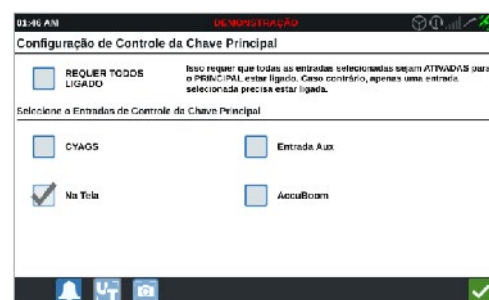 01:46 AM
DEMONSTRAÇÃO
Configuração de Controle da Chave Principal
REQUER TODOS
LIGADO
Isso requer que todas as entradas selecionadas sejam ATIVADAS para
o PRINCIPAL estar ligado. Caso contrário, apenas uma entrada
selecionada precisa estar ligada.
Selecione o Entradas de Controle da Chave Principal
CYAGS
Entrada Aux
Na Tela
AccuBoom
UT